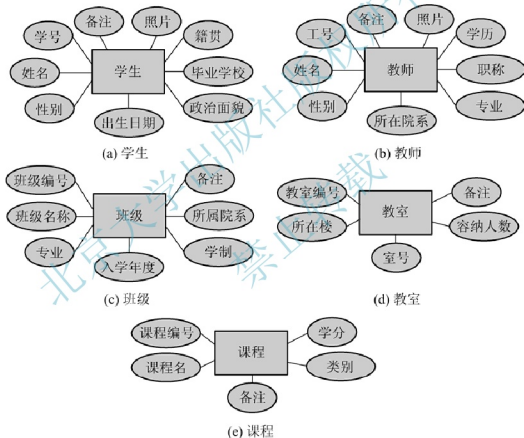 备注 照片
学号 籍贯
姓名 学生 毕业学校
性别 政治面貌
出生日期
(a) 学生
备注 照片
工号 学历
姓名 教师 职称
性别 专业
所在院系
(b) 教师
班级编号 备注
班级名称 班级 所属院系
专业 学制
入学年度
(c) 班级
教室编号 备注
教室
所在楼 容纳人数
室号
(d) 教室
课程编号 学分
课程
课程名 类别
备注
(e) 课程
北京大学出版社版权所有
禁止转载